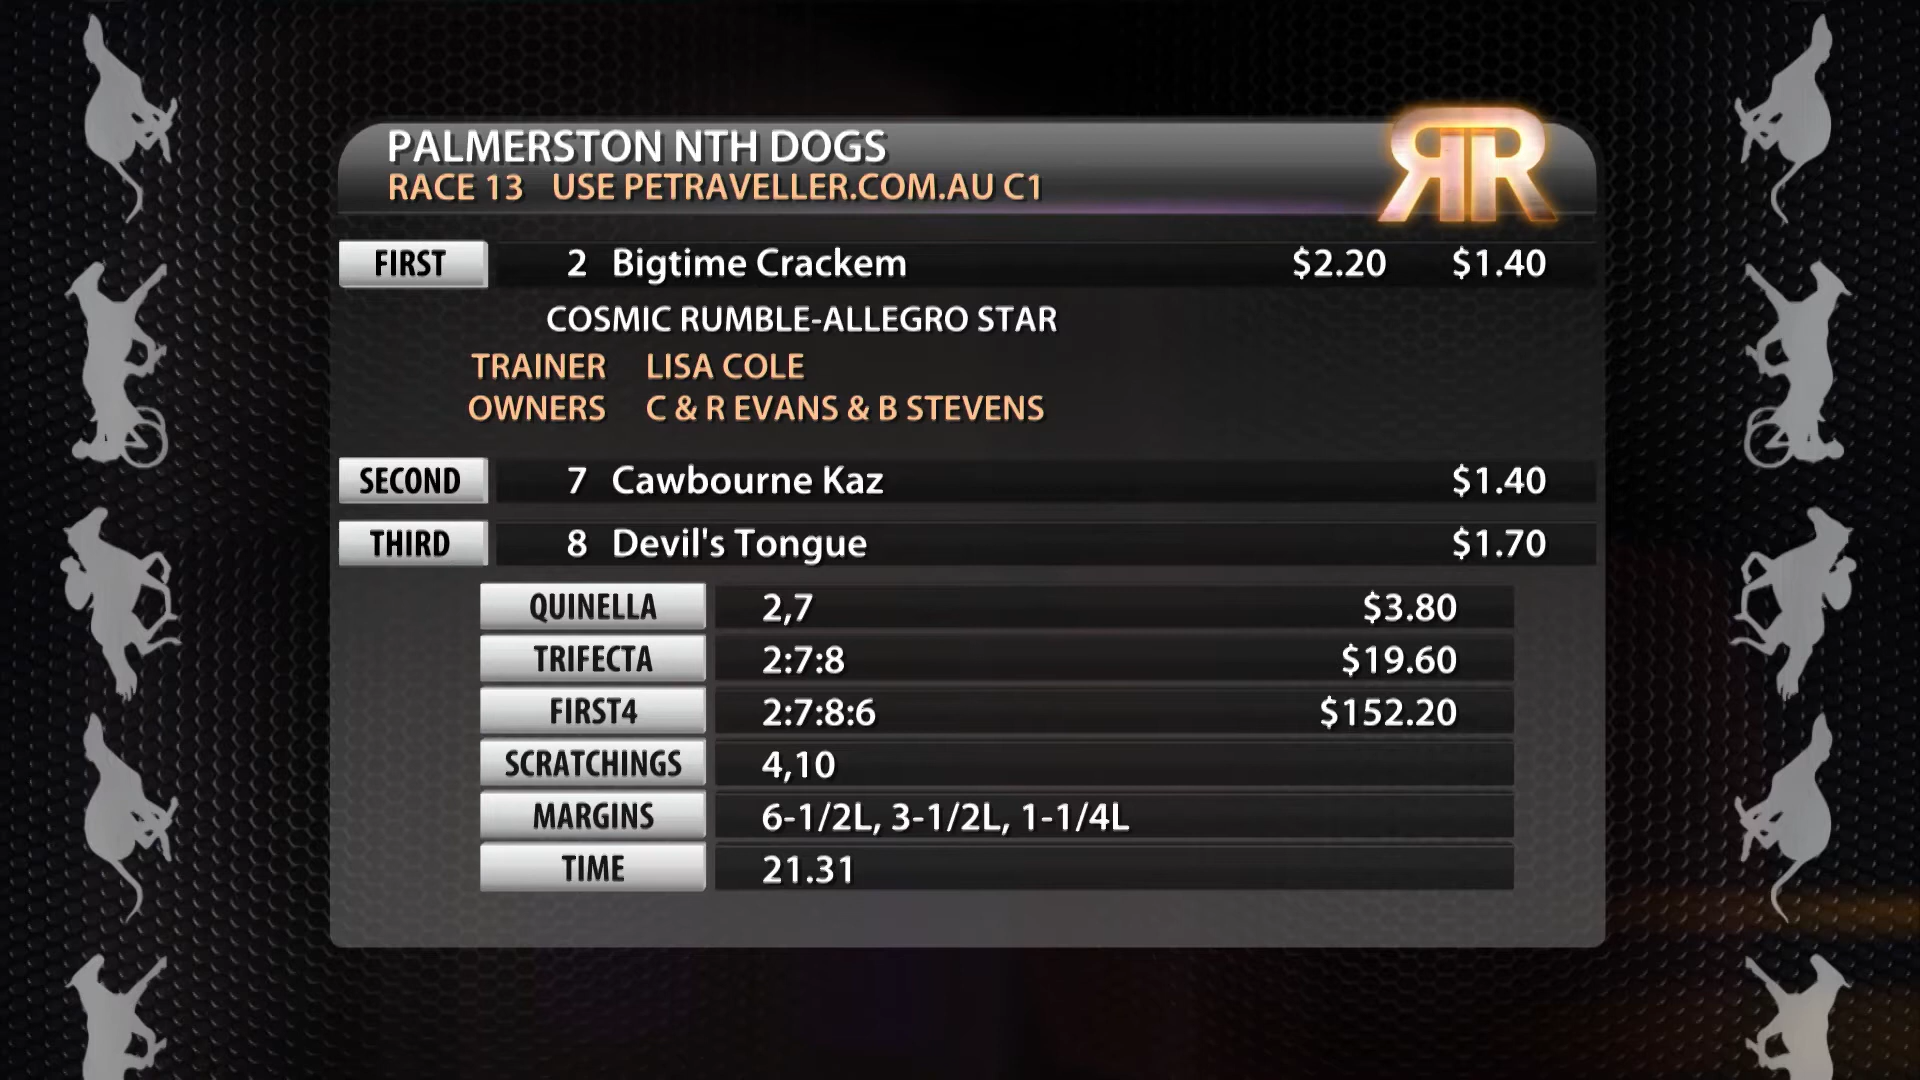 PALMERSTON NTH DOGS
RACE 13 USE PETRAVELLER.COM.AU C1
RR
FIRST 2 Bigtime Crackem $2.20 $1.40
COSMIC RUMBLE-ALLEGRO STAR
TRAINER LISA COLE
OWNERS C & R EVANS & B STEVENS
SECOND 7 Cawbourne Kaz $1.40
THIRD 8 Devil's Tongue $1.70
QUINELLA 2,7 $3.80
TRIFECTA 2:7:8 $19.60
FIRST4 2:7:8:6 $152.20
SCRATCHINGS 4,10
MARGINS 6-1/2L, 3-1/2L, 1-1/4L
TIME 21.31